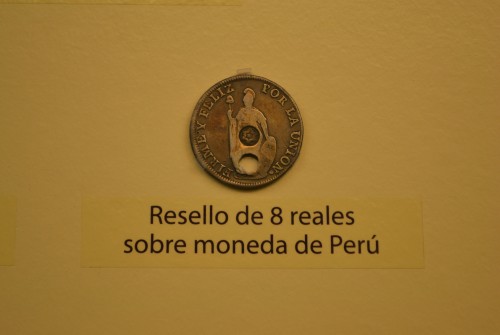 FIRME Y FELIZ POR LA UNION
Resello de 8 reales
sobre moneda de Perú